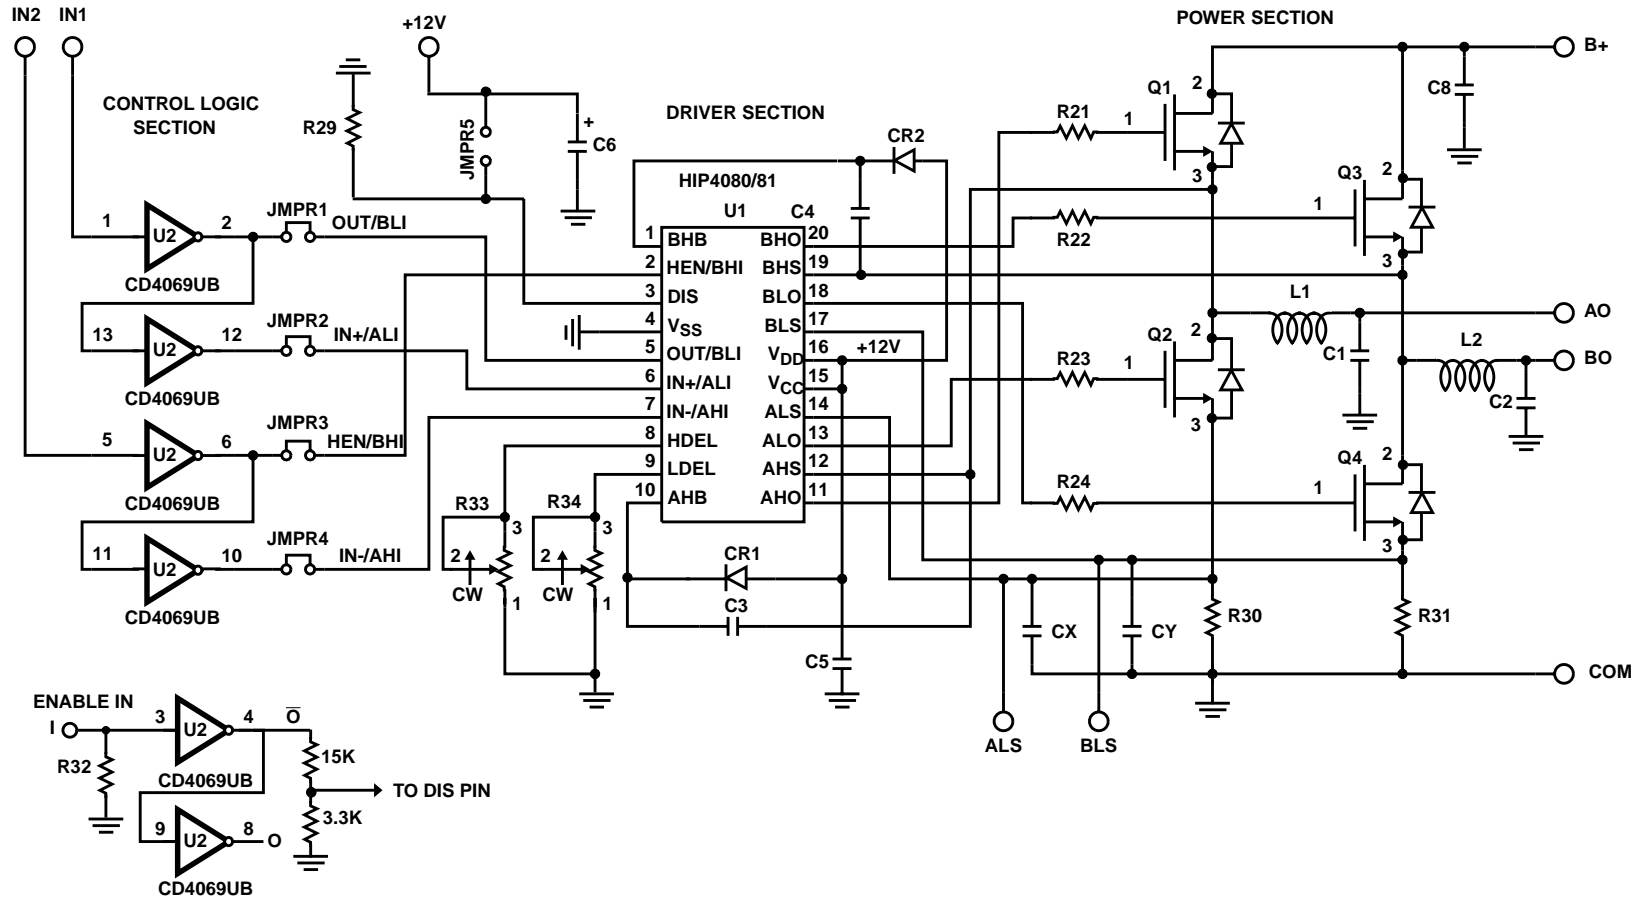 IN2 IN1
+12V
POWER SECTION
B+
CONTROL LOGIC
SECTION
R29
JMPR5
+
C6
DRIVER SECTION
CR2
HIP4080/81
U1
C4
R21
1
Q1
2
3
C8
R22
1
Q3
2
3
1
U2
2
JMPR1
OUT/BLI
CD4069UB
13
U2
12
JMPR2
IN+/ALI
CD4069UB
5
U2
6
JMPR3
HEN/BHI
CD4069UB
11
U2
10
JMPR4
IN-/AHI
CD4069UB
1 BHB BHO 20
2 HEN/BHI BHS 19
3 DIS BLO 18
4 VSS BLS 17
5 OUT/BLI VDD 16 +12V
6 IN+/ALI VCC 15
7 IN-/AHI ALS 14
8 HDEL ALO 13
9 LDEL AHS 12
10 AHB AHO 11
L1
AO
C1
L2
BO
C2
R23
1
Q2
2
3
R24
1
Q4
2
3
R33
3
2
CW
1
R34
3
2
CW
1
CR1
C3
C5
CX
CY
R30
R31
COM
ALS
BLS
ENABLE IN
I
R32
3
U2
4
O
CD4069UB
15K
TO DIS PIN
3.3K
9
U2
8
O
CD4069UB